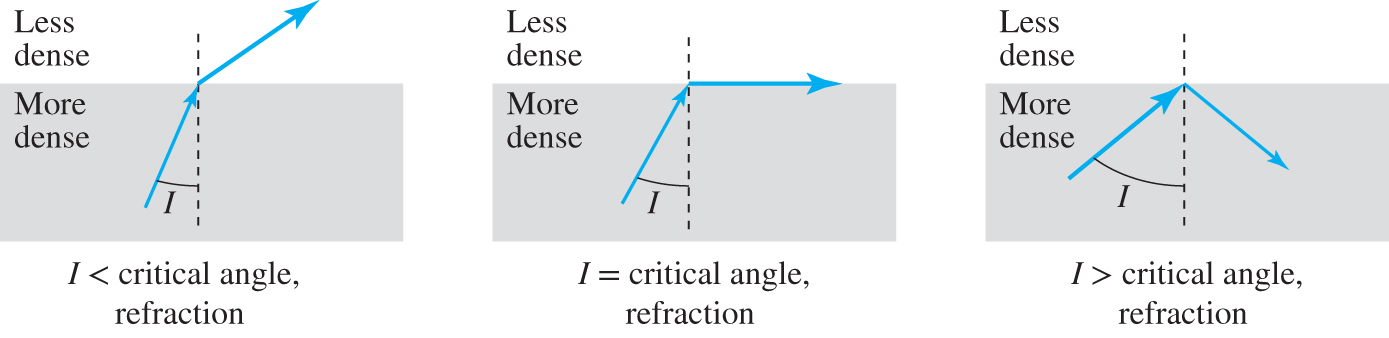 Less
dense
More
dense
I
I < critical angle,
refraction
Less
dense
More
dense
I
I = critical angle,
refraction
Less
dense
More
dense
I
I > critical angle,
refraction